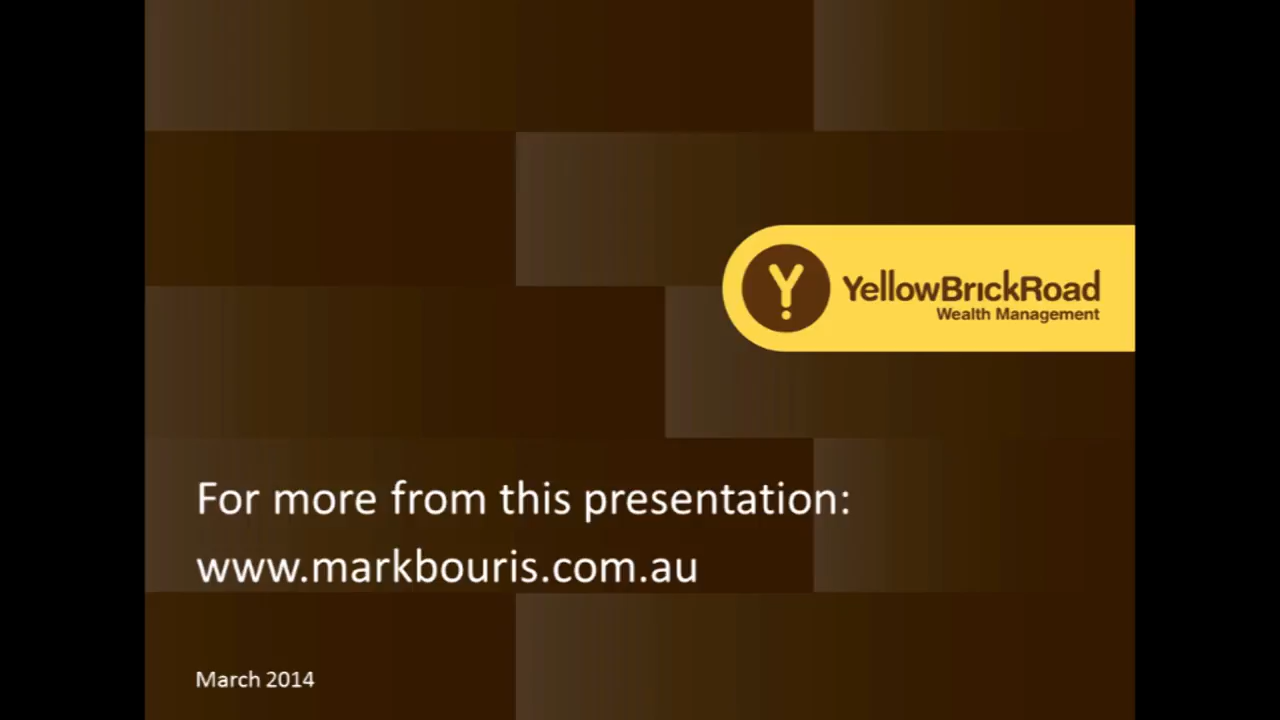 YellowBrickRoad
Wealth Management
For more from this presentation:
www.markbouris.com.au
March 2014